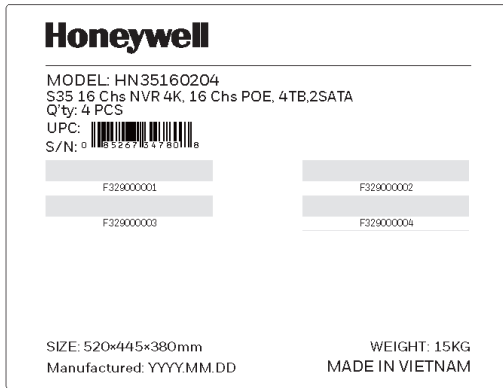 Honeywell
MODEL: HN35160204
S35 16 Chs NVR 4K, 16 Chs POE, 4TB,2SATA
Q'ty: 4 PCS
UPC:
S/N: 0 85267 34780 8
F329000001 F329000002
F329000003 F329000004
SIZE: 520×445×380mm WEIGHT: 15KG
Manufactured: YYYY.MM.DD MADE IN VIETNAM